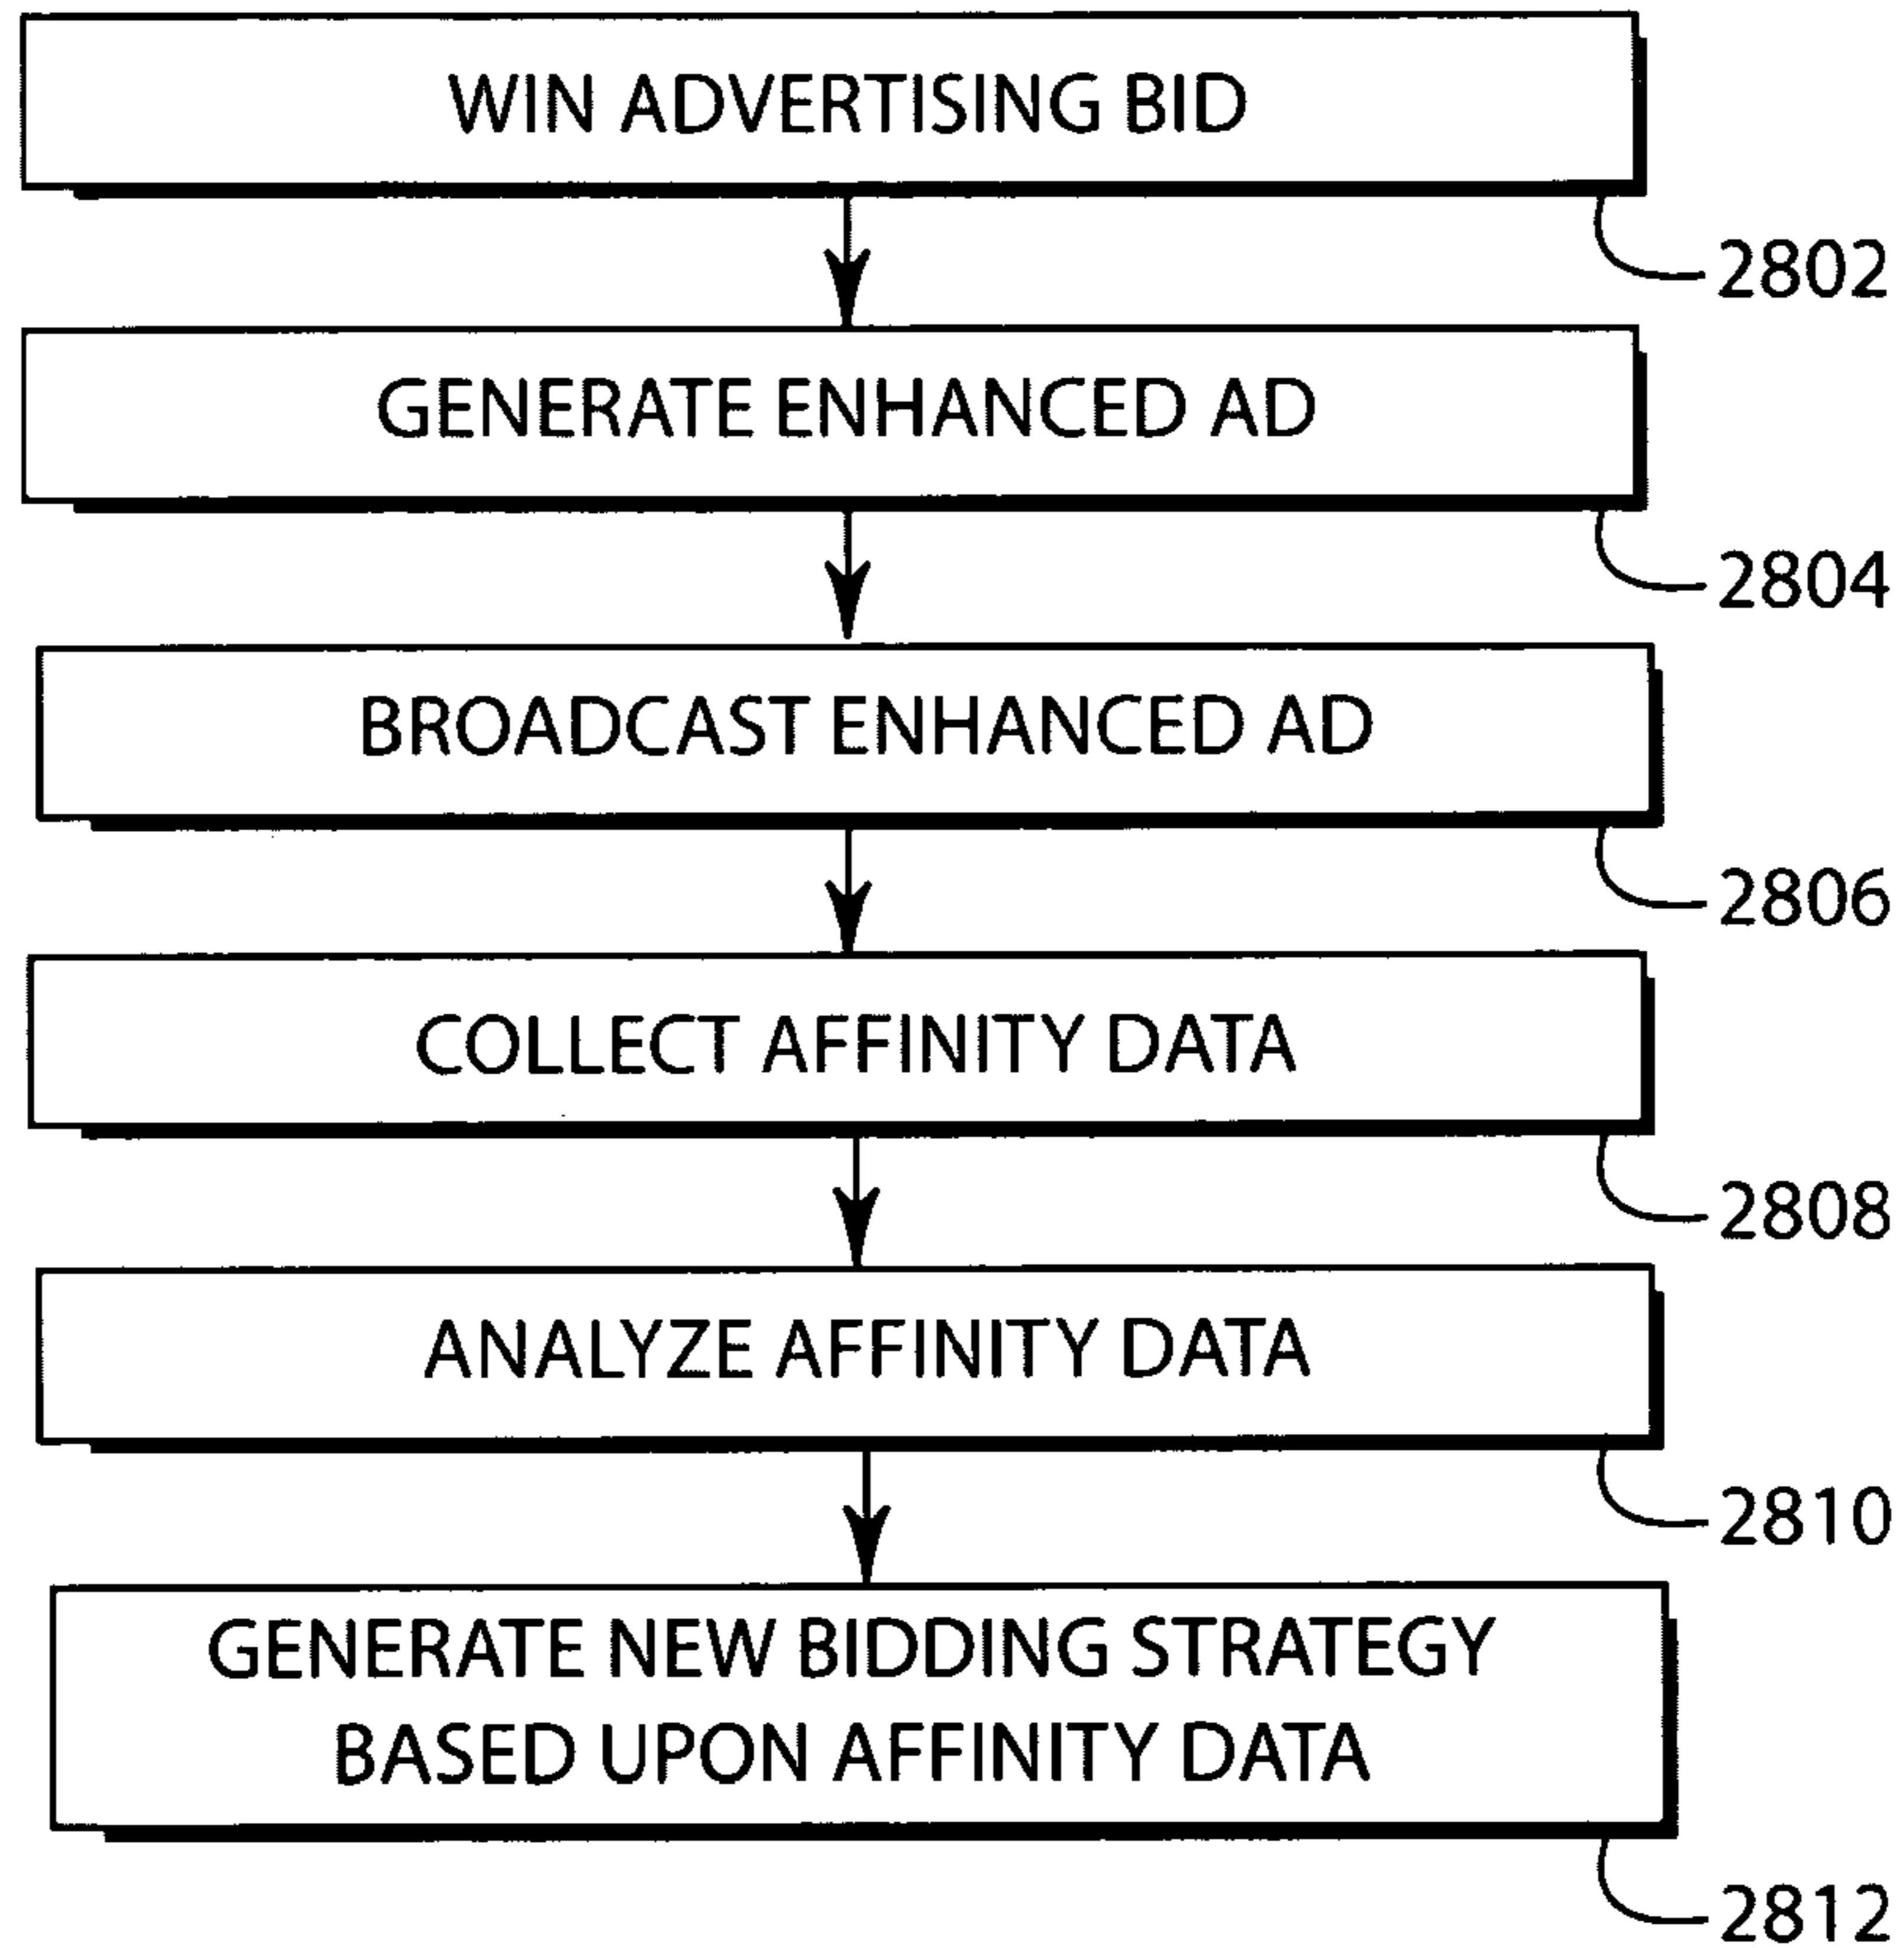 WIN ADVERTISING BID
2802
GENERATE ENHANCED AD
2804
BROADCAST ENHANCED AD
2806
COLLECT AFFINITY DATA
2808
ANALYZE AFFINITY DATA
2810
GENERATE NEW BIDDING STRATEGY
BASED UPON AFFINITY DATA
2812